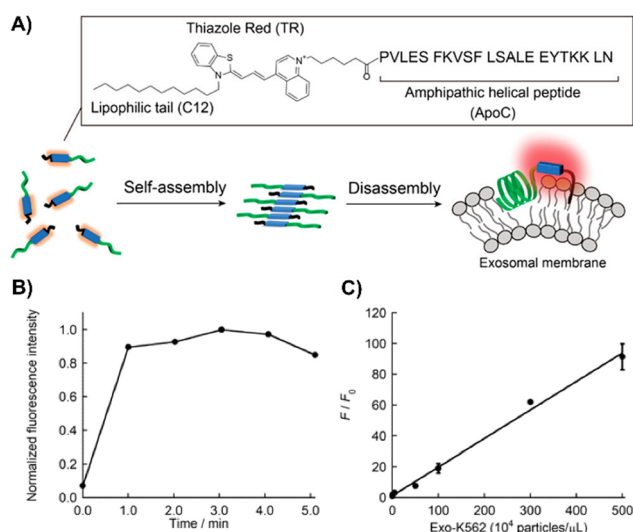 A)
Thiazole Red (TR)
S
N
N+
O
PVLES FKVSF LSALE EYTKK LN
Lipophilic tail (C12)
Amphipathic helical peptide
(ApoC)
Self-assembly
Disassembly
Exosomal membrane
B)
Normalized fluorescence intensity
1.0
0.8
0.6
0.4
0.2
0.0
0.0 1.0 2.0 3.0 4.0 5.0
Time / min
C)
F / F0
120
100
80
60
40
20
0
0 100 200 300 400 500
Exo-K562 (10⁴ particles/μL)